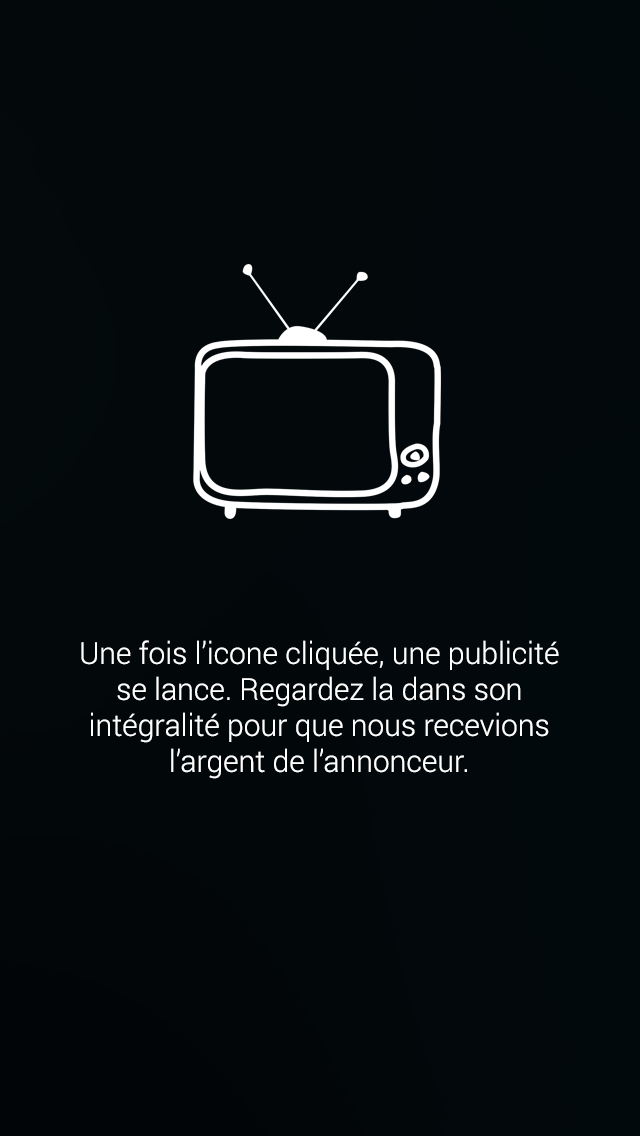 Une fois l'icone cliquée, une publicité
se lance. Regardez la dans son
intégralité pour que nous recevions
l'argent de l'annonceur.